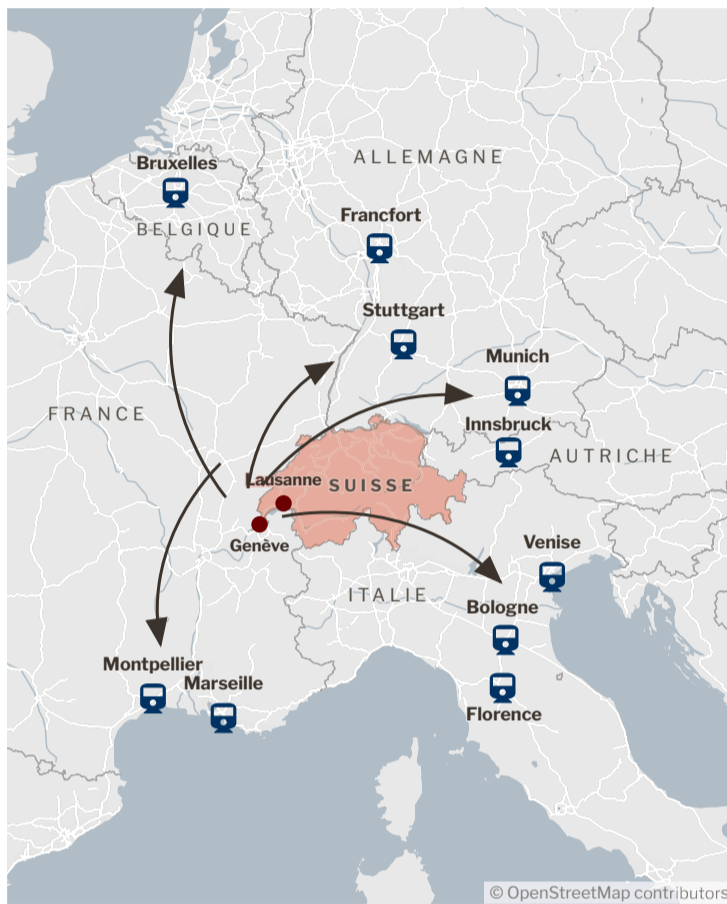 Bruxelles
ALLEMAGNE
BELGIQUE
Francfort
Stuttgart
Munich
FRANCE
Innsbruck
AUTRICHE
Lausanne
SUISSE
Genève
Venise
ITALIE
Bologne
Montpellier
Marseille
Florence
© OpenStreetMap contributors